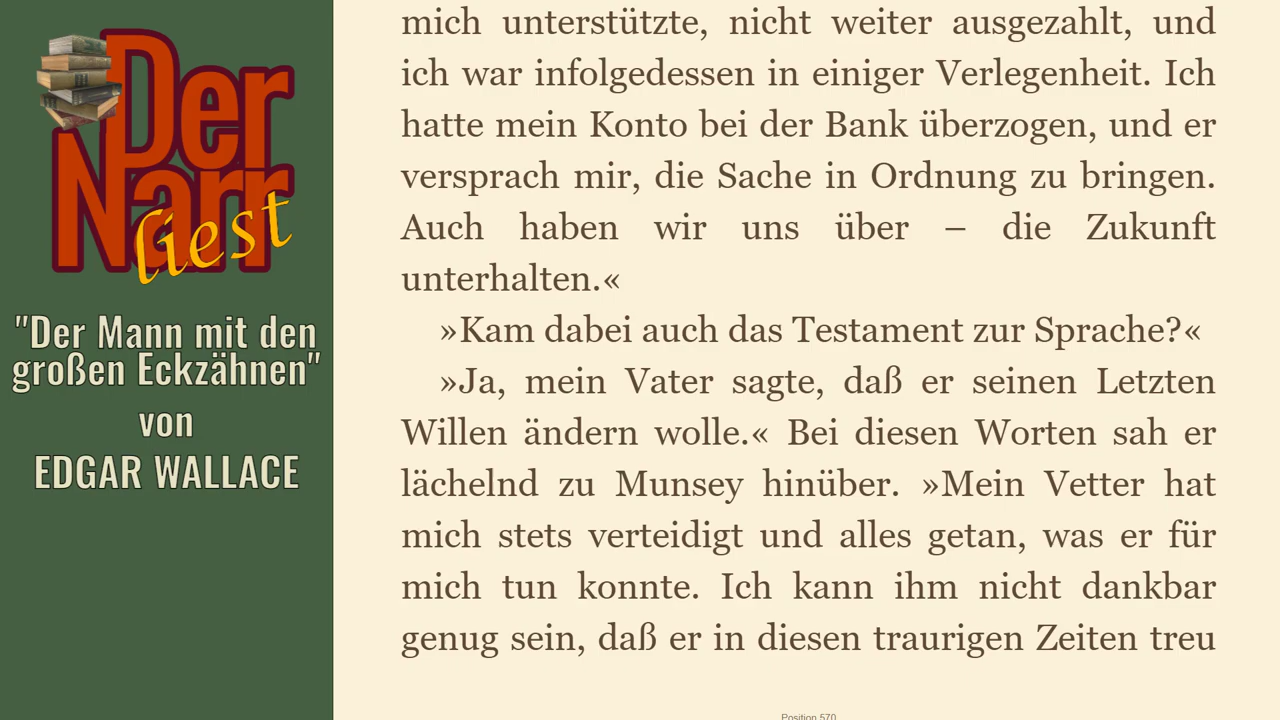 Der
Narr
liest
"Der Mann mit den
großen Eckzähnen"
von
EDGAR WALLACE
mich unterstützte, nicht weiter ausgezahlt, und
ich war infolgedessen in einiger Verlegenheit. Ich
hatte mein Konto bei der Bank überzogen, und er
versprach mir, die Sache in Ordnung zu bringen.
Auch haben wir uns über – die Zukunft
unterhalten.«
»Kam dabei auch das Testament zur Sprache?«
»Ja, mein Vater sagte, daß er seinen Letzten
Willen ändern wolle.« Bei diesen Worten sah er
lächelnd zu Munsey hinüber. »Mein Vetter hat
mich stets verteidigt und alles getan, was er für
mich tun konnte. Ich kann ihm nicht dankbar
genug sein, daß er in diesen traurigen Zeiten treu
Position 570